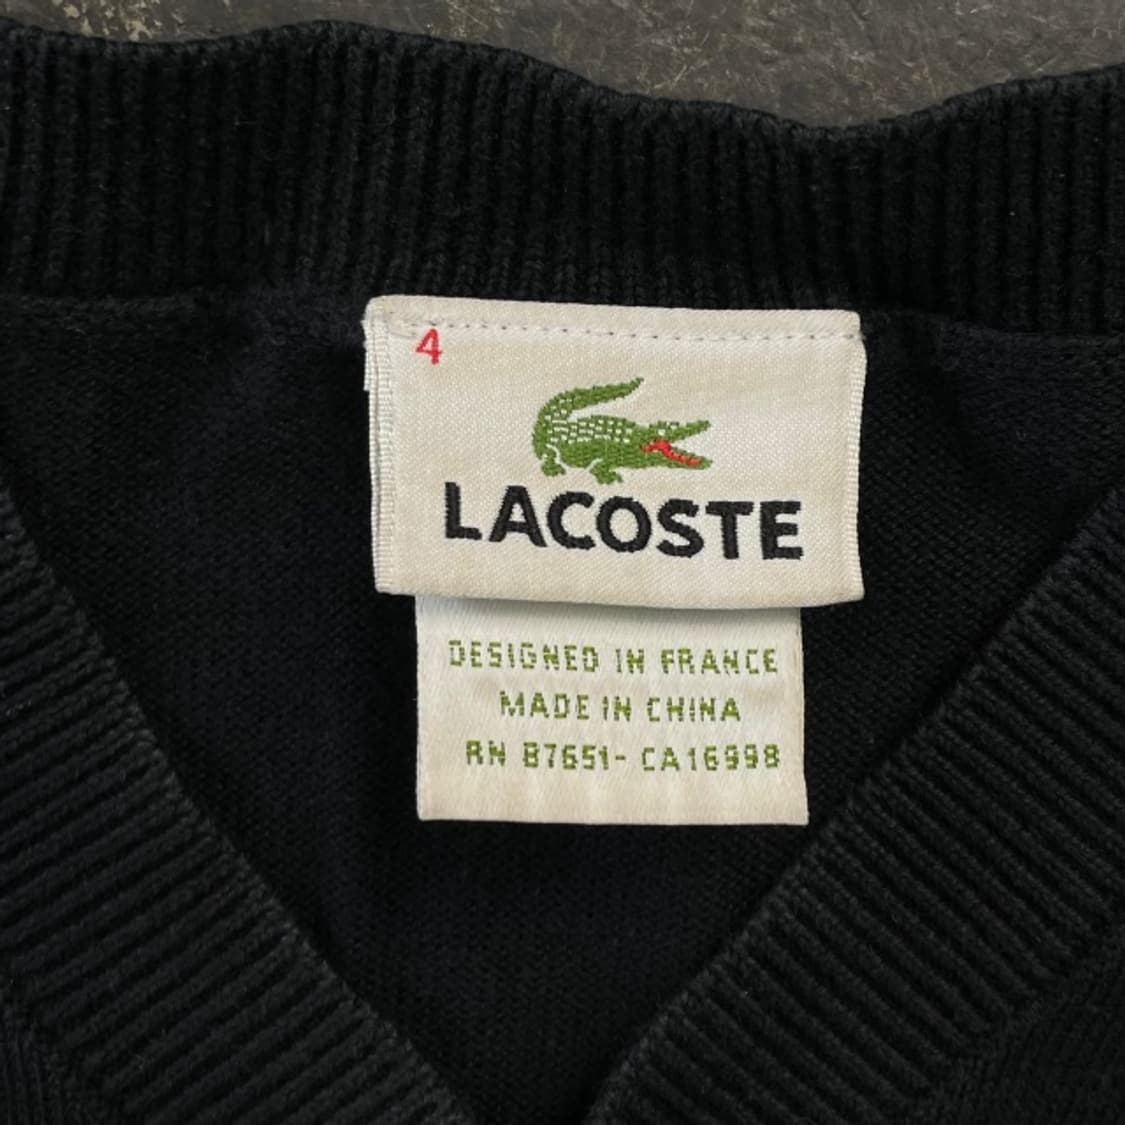 4
LACOSTE
DESIGNED IN FRANCE
MADE IN CHINA
RN 87651- CA16998